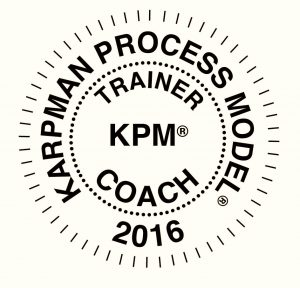 KARPMAN PROCESS MODEL®
TRAINER
KPM®
COACH
2016